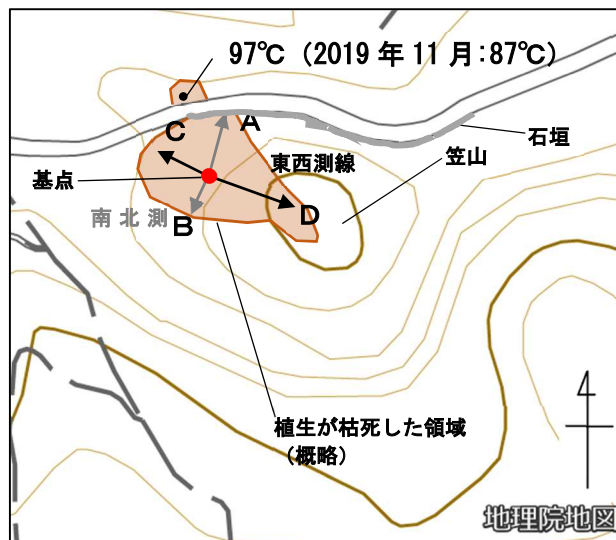 97℃（2019年11月:87℃）
A
石垣
C
東西測線
笠山
基点
D
南北測
B
植生が枯死した領域
（概略）
4
地理院地図